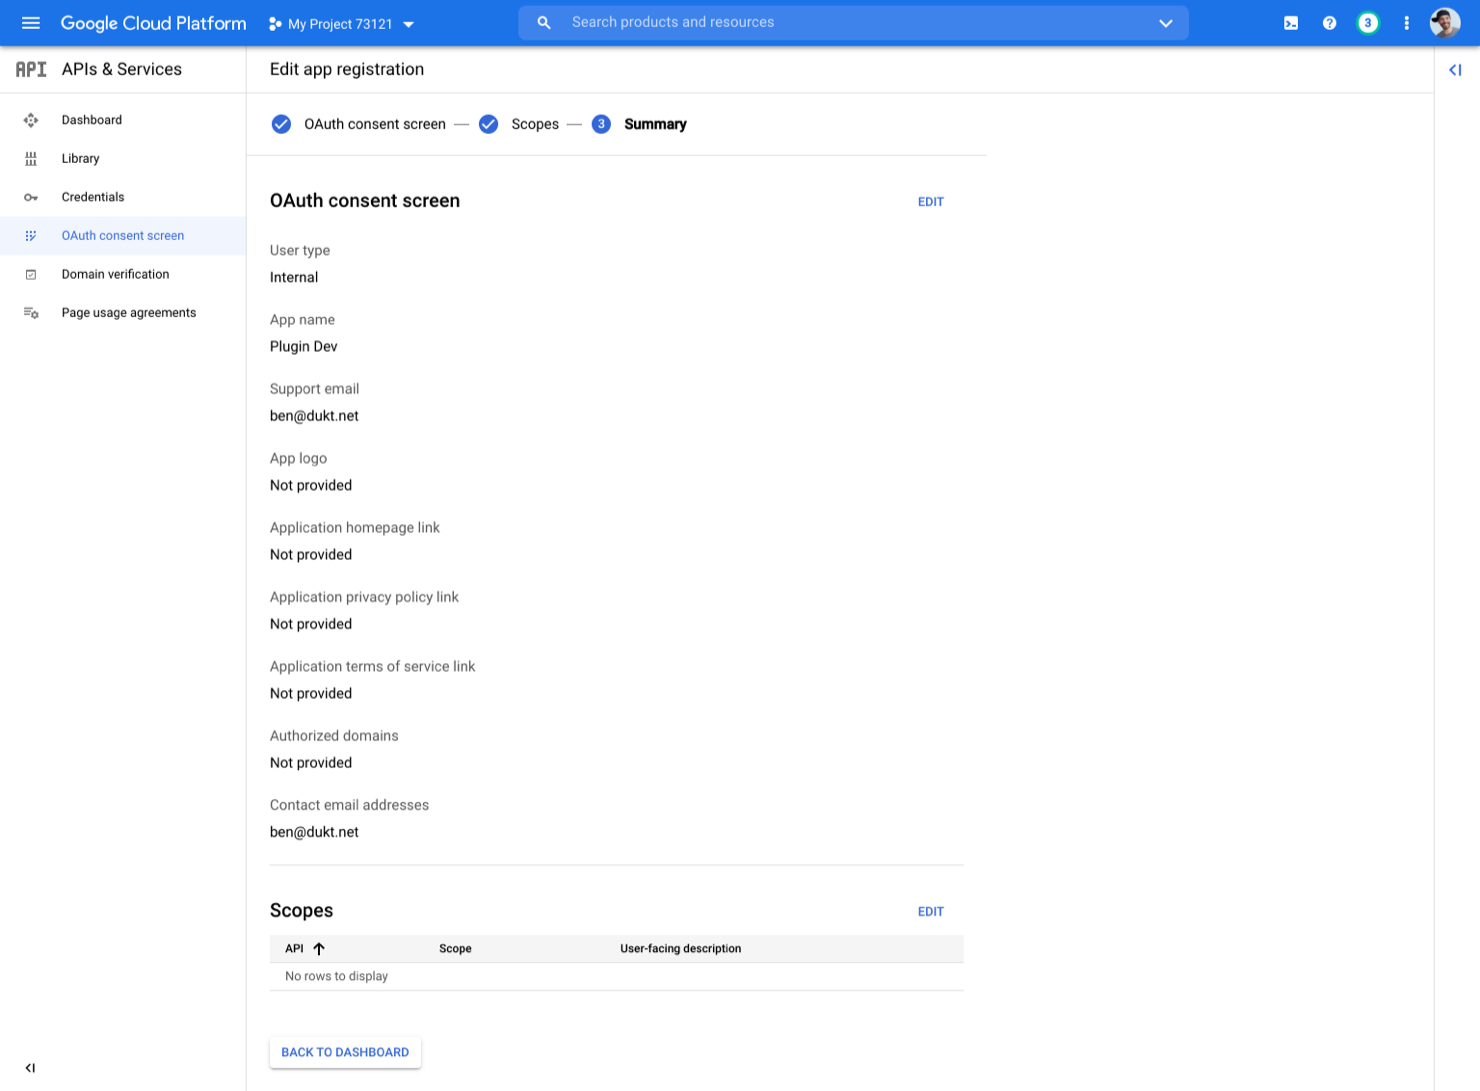 Google Cloud Platform My Project 73121 Search products and resources 3
API APIs & Services
Edit app registration
Dashboard
Library
Credentials
OAuth consent screen
Domain verification
Page usage agreements
OAuth consent screen — Scopes — 3 Summary
OAuth consent screen EDIT
User type
Internal
App name
Plugin Dev
Support email
ben@dukt.net
App logo
Not provided
Application homepage link
Not provided
Application privacy policy link
Not provided
Application terms of service link
Not provided
Authorized domains
Not provided
Contact email addresses
ben@dukt.net
Scopes EDIT
API Scope User-facing description
No rows to display
BACK TO DASHBOARD